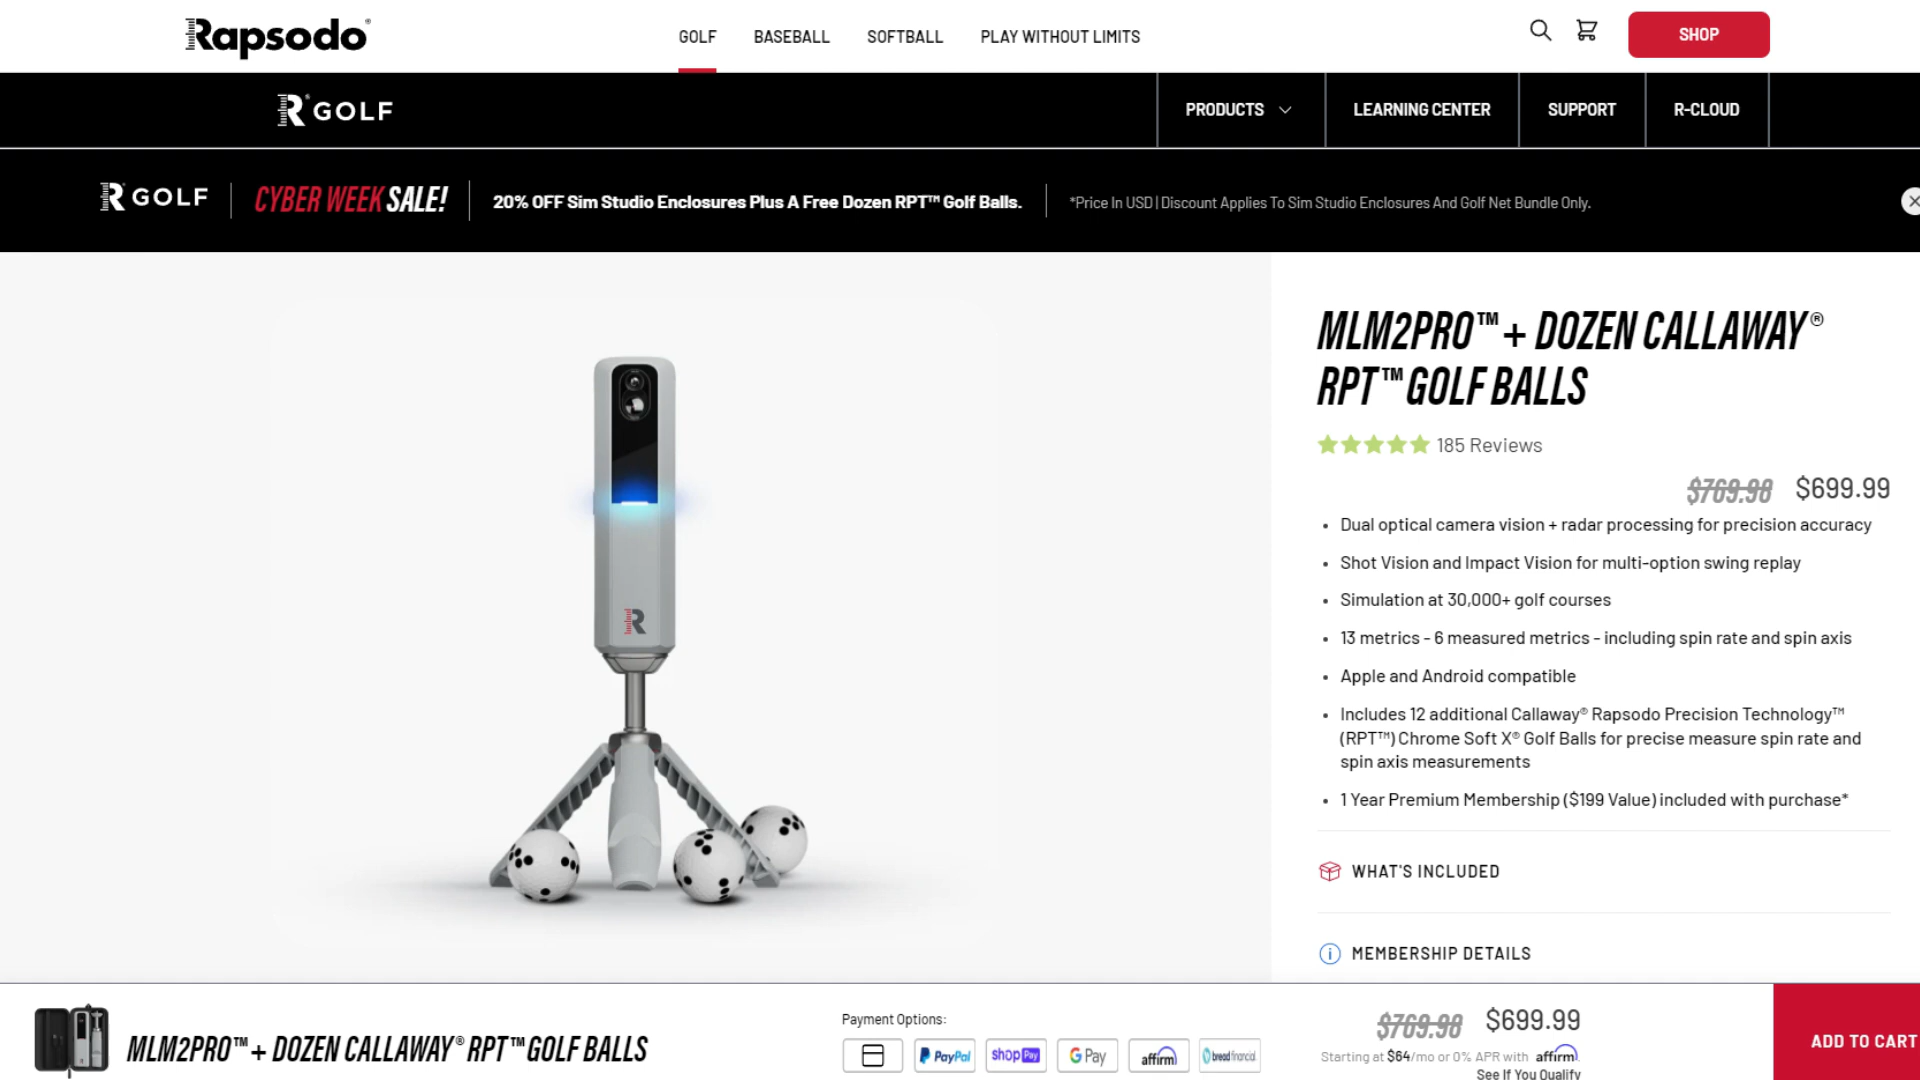 Rapsodo®
GOLF
BASEBALL
SOFTBALL
PLAY WITHOUT LIMITS
SHOP
R® GOLF
PRODUCTS
LEARNING CENTER
SUPPORT
R-CLOUD
R GOLF
CYBER WEEK SALE!
20% OFF Sim Studio Enclosures Plus A Free Dozen RPT™ Golf Balls.
*Price In USD | Discount Applies To Sim Studio Enclosures And Golf Net Bundle Only.
MLM2PRO™ + DOZEN CALLAWAY®
RPT™ GOLF BALLS
185 Reviews
$769.98 $699.99
• Dual optical camera vision + radar processing for precision accuracy
• Shot Vision and Impact Vision for multi-option swing replay
• Simulation at 30,000+ golf courses
• 13 metrics - 6 measured metrics - including spin rate and spin axis
• Apple and Android compatible
• Includes 12 additional Callaway® Rapsodo Precision Technology™
(RPT™) Chrome Soft X® Golf Balls for precise measure spin rate and
spin axis measurements
• 1 Year Premium Membership ($199 Value) included with purchase*
WHAT'S INCLUDED
MEMBERSHIP DETAILS
R
MLM2PRO™ + DOZEN CALLAWAY® RPT™ GOLF BALLS
Payment Options:
PayPal
shop Pay
G Pay
affirm
bread financial
$769.98 $699.99
Starting at $64/mo or 0% APR with affirm.
See If You Qualify
ADD TO CART